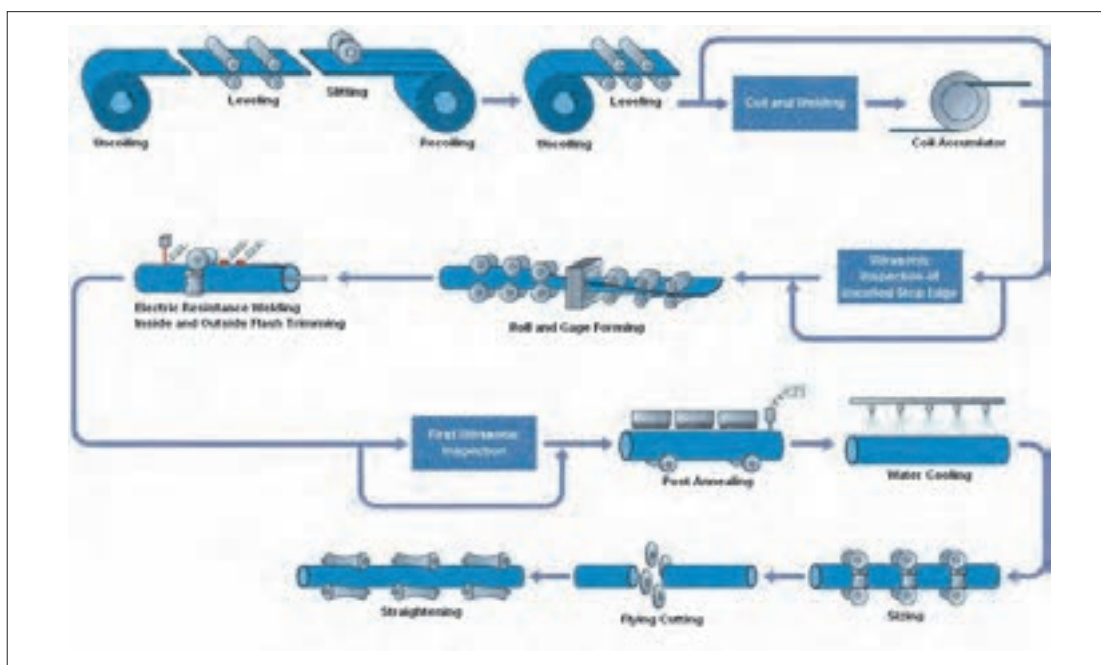 Leveling
Slitting
Uncoiling
Recoiling
Leveling
Uncoiling
Cut and Welding
Coil Accumulator
Electric Resistance Welding
Inside and Outside Flash Trimming
Roll and Cage Forming
Ultrasonic
Inspection of
Uncoiled Strip Edge
First Ultrasonic
Inspection
Post Annealing
Water Cooling
Straightening
Flying Cutting
Sizing